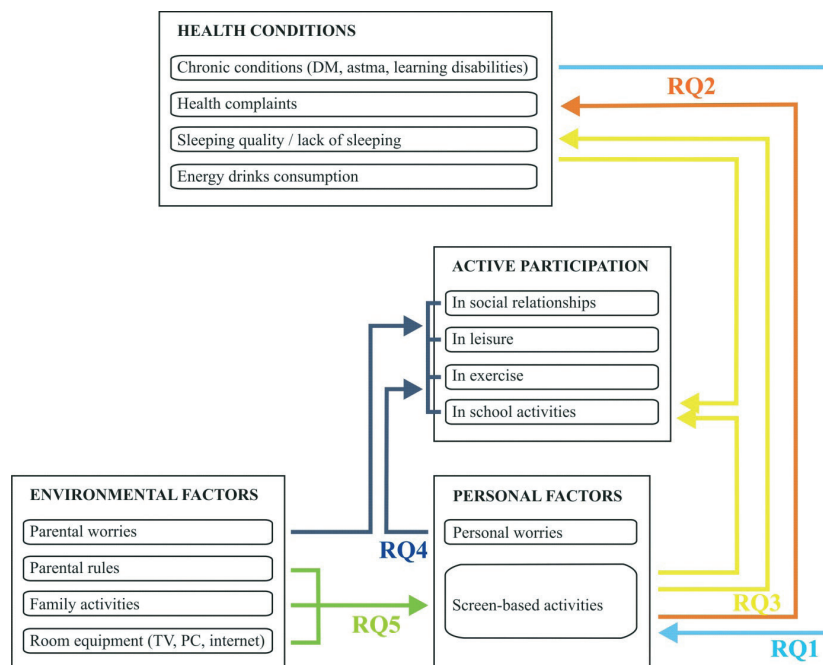 HEALTH CONDITIONS
Chronic conditions (DM, astma, learning disabilities)
RQ2
Health complaints
Sleeping quality / lack of sleeping
Energy drinks consumption
ACTIVE PARTICIPATION
In social relationships
In leisure
In exercise
In school activities
ENVIRONMENTAL FACTORS
PERSONAL FACTORS
Parental worries
Personal worries
RQ4
Parental rules
Family activities
Screen-based activities
RQ3
RQ5
Room equipment (TV, PC, internet)
RQ1